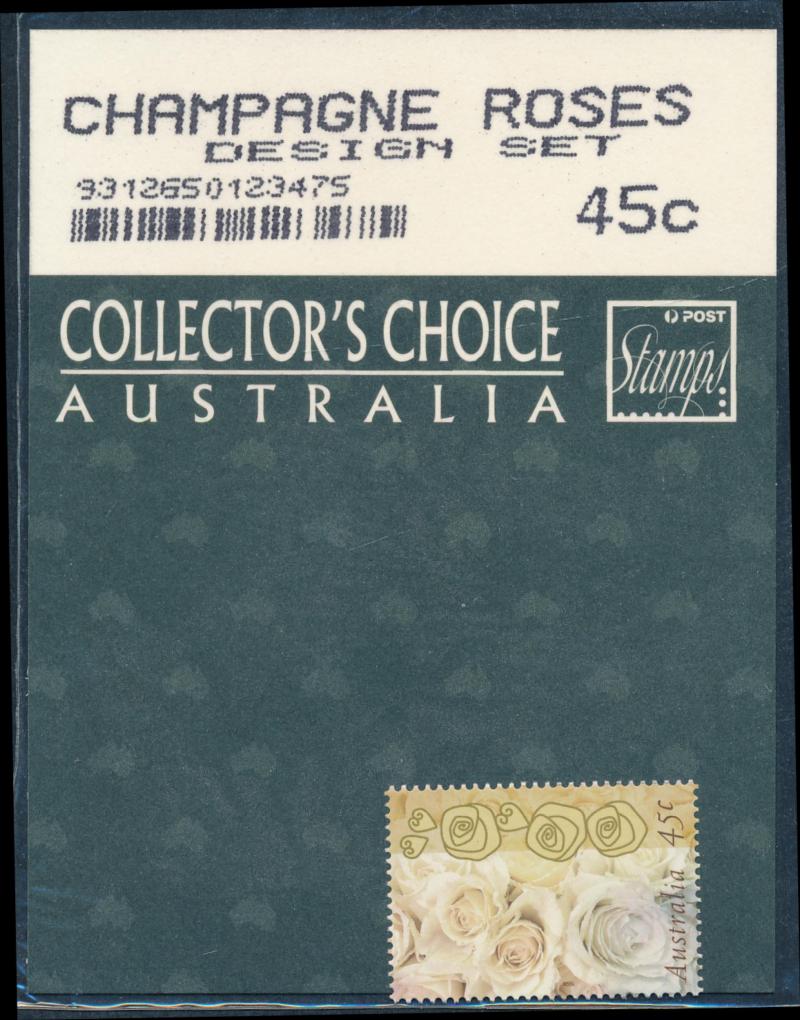 CHAMPAGNE ROSES
DESIGN SET
9312650123475
45c
COLLECTOR'S CHOICE
AUSTRALIA
POST
Stamps
Australia 45c